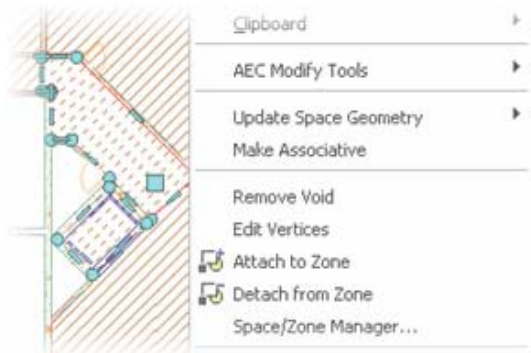 Clipboard
AEC Modify Tools
Update Space Geometry
Make Associative
Remove Void
Edit Vertices
Attach to Zone
Detach from Zone
Space/Zone Manager...